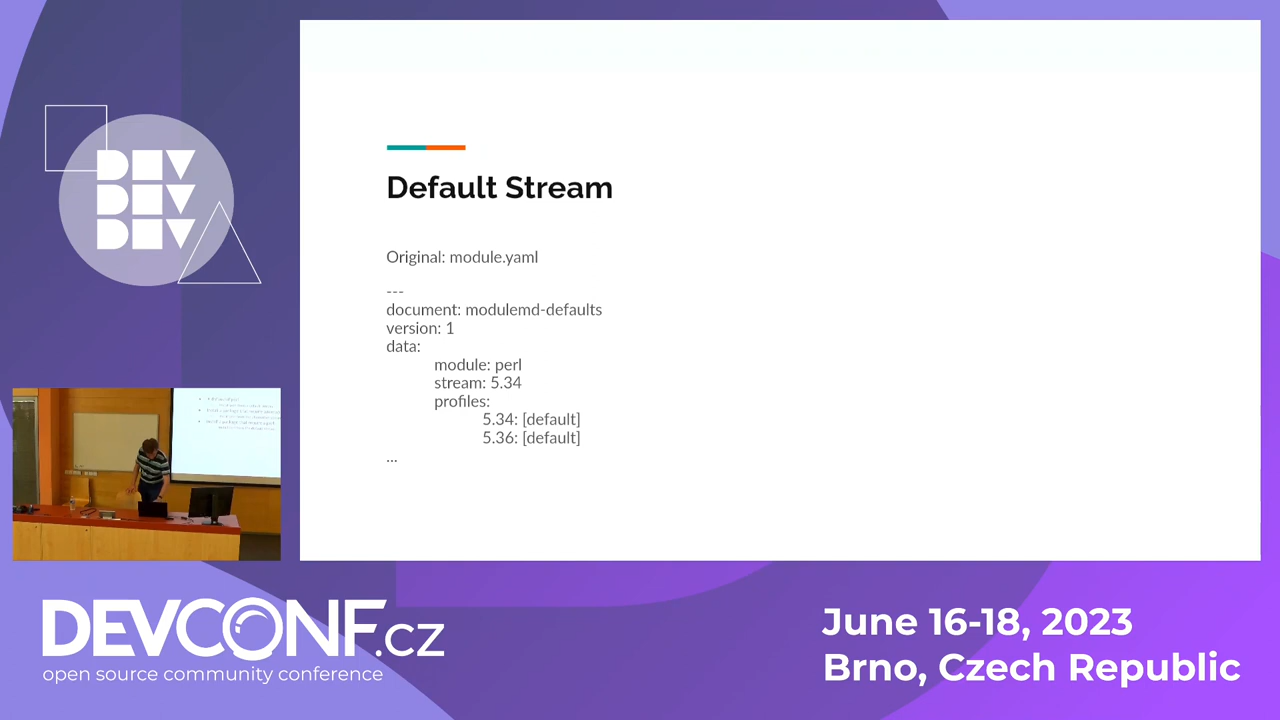 DEV
DEV
DEV
Default Stream
Original: module.yaml
---
document: modulemd-defaults
version: 1
data:
module: perl
stream: 5.34
profiles:
5.34: [default]
5.36: [default]
...
DEVCONF.cz
open source community conference
June 16-18, 2023
Brno, Czech Republic